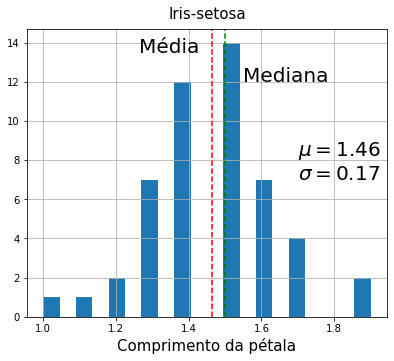 Iris-setosa
14
12
10
8
6
4
2
0
Média
Mediana
μ = 1.46
σ = 0.17
1.0 1.2 1.4 1.6 1.8
Comprimento da pétala